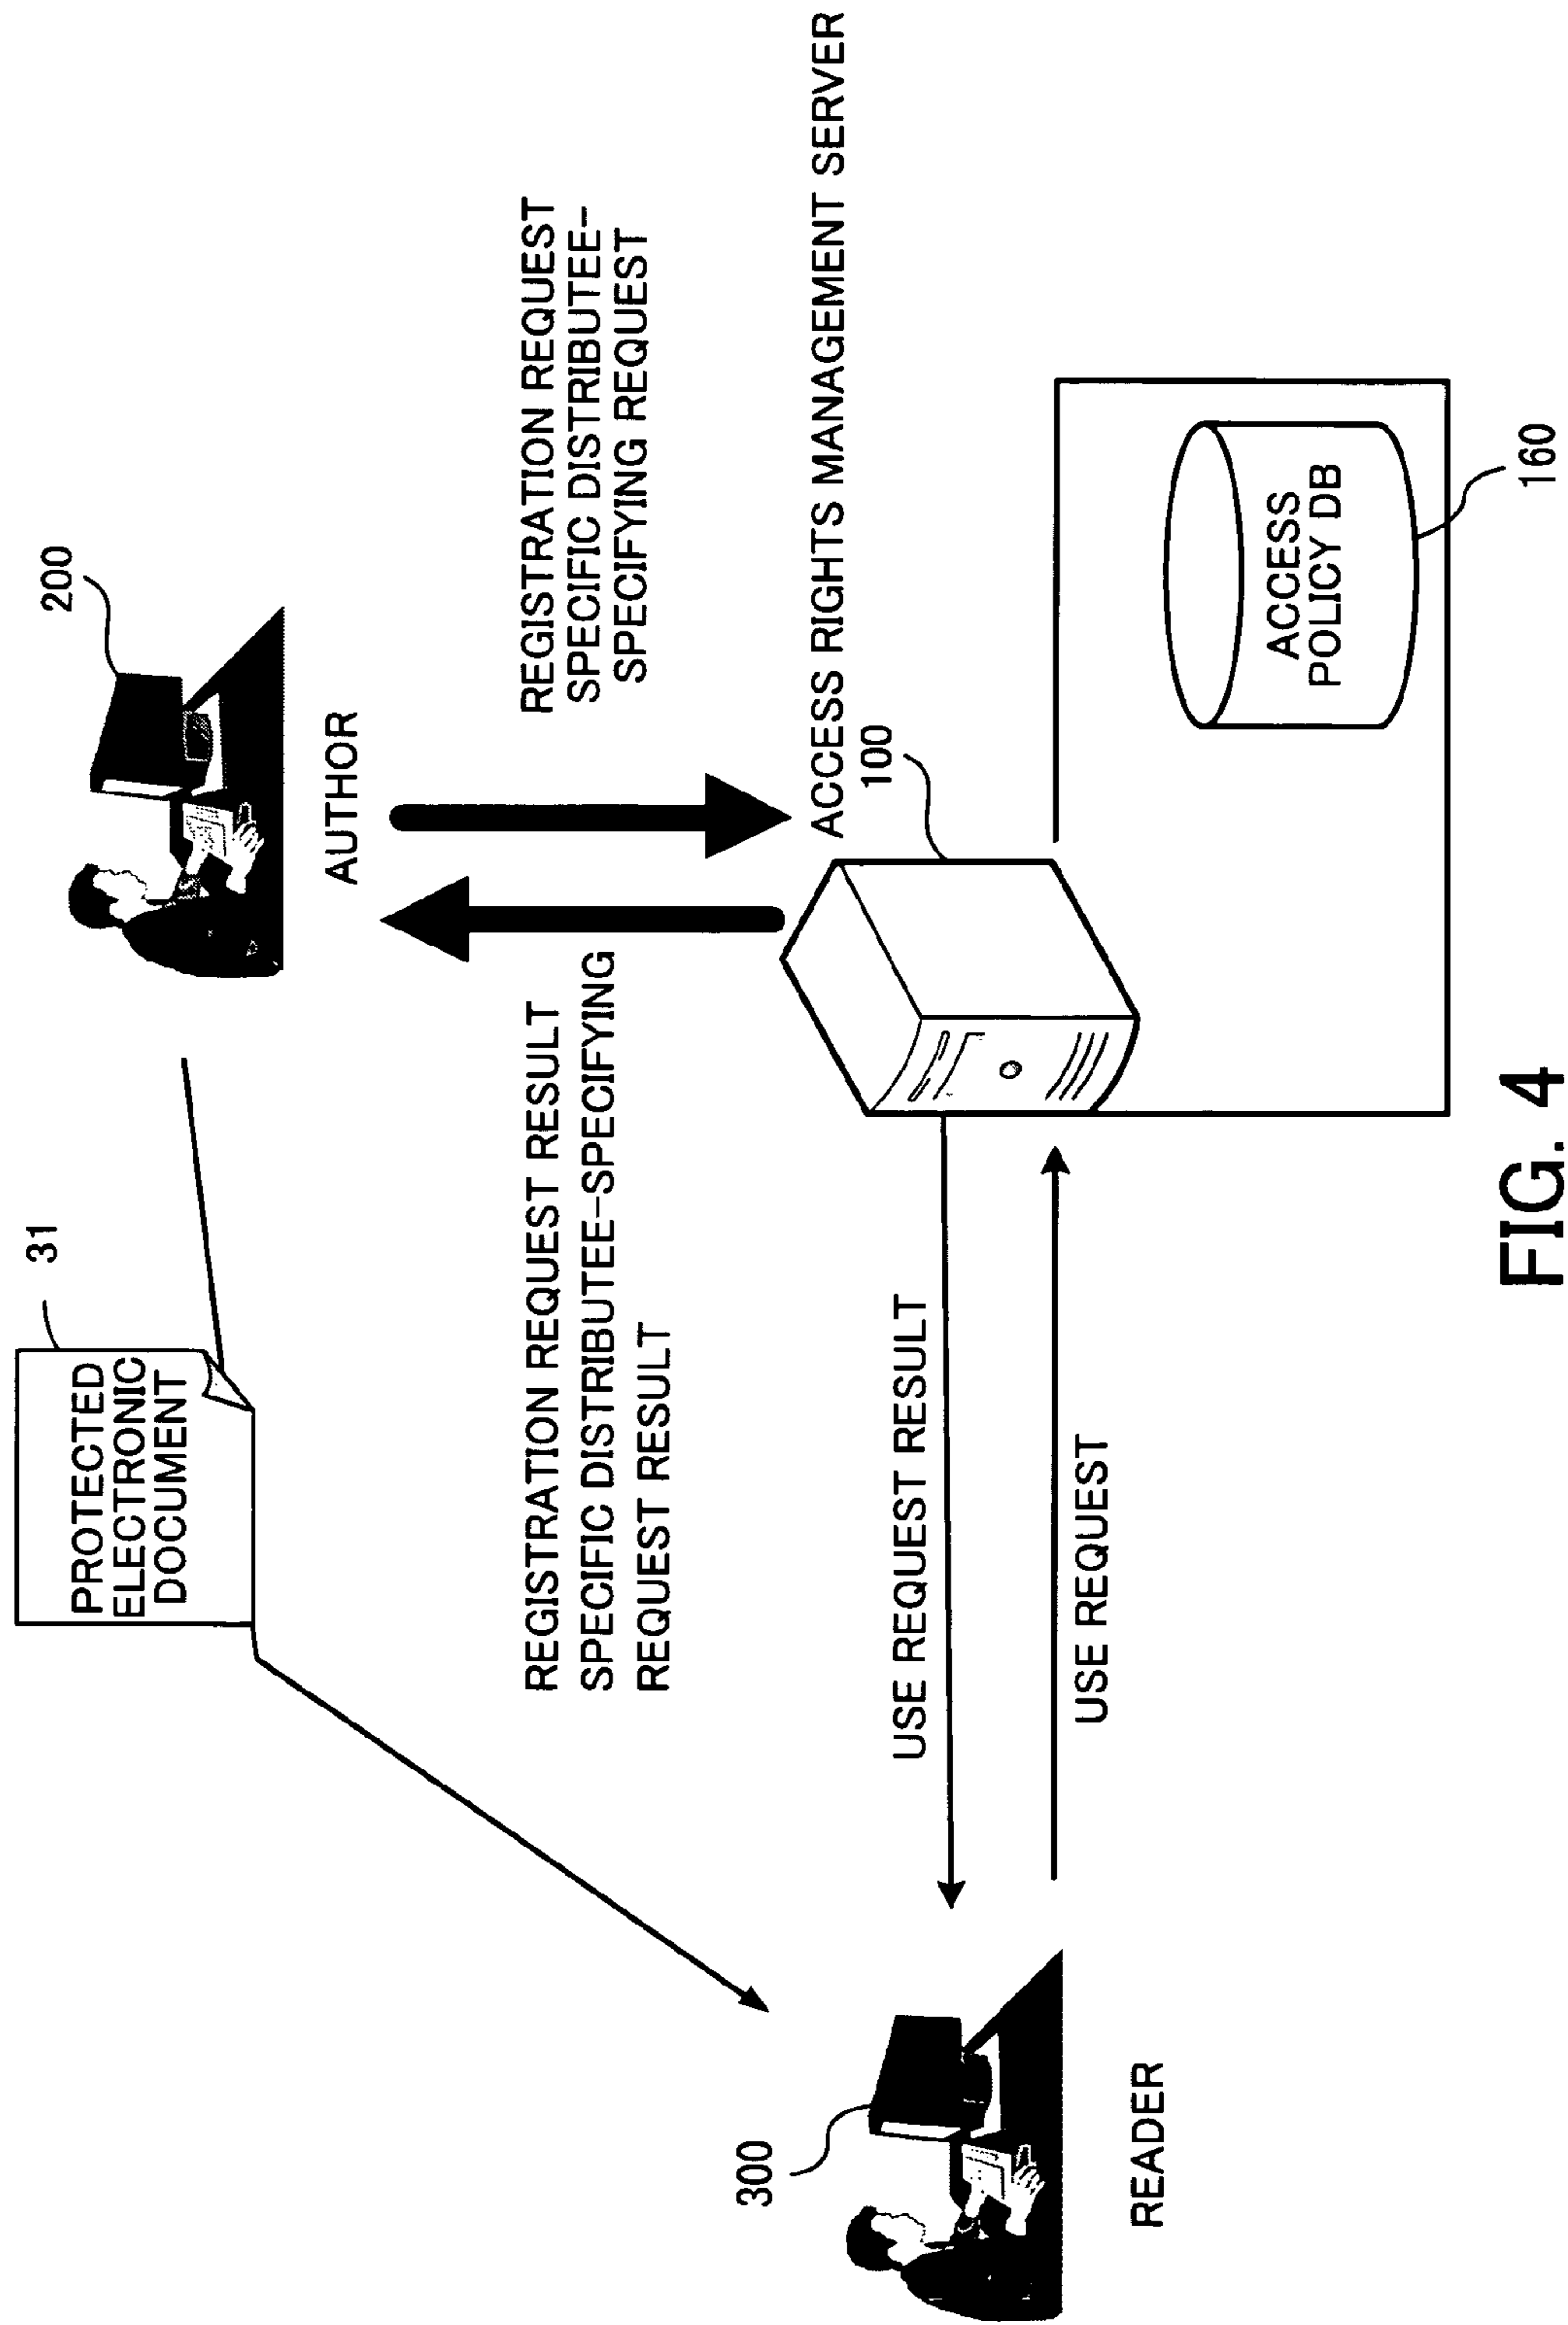 PROTECTED
ELECTRONIC
DOCUMENT
31
200
AUTHOR
REGISTRATION REQUEST RESULT
SPECIFIC DISTRIBUTEE-SPECIFYING
REQUEST RESULT
REGISTRATION REQUEST
SPECIFIC DISTRIBUTEE-
SPECIFYING REQUEST
300
READER
USE REQUEST RESULT
USE REQUEST
ACCESS RIGHTS MANAGEMENT SERVER
100
ACCESS
POLICY DB
160
FIG. 4